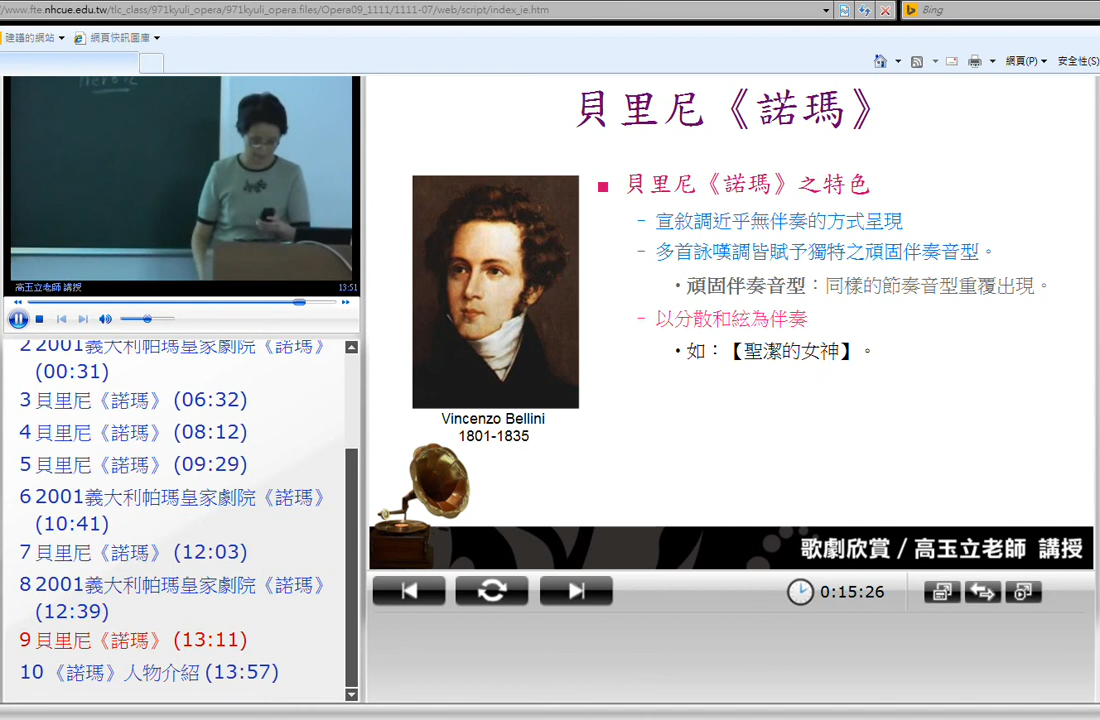 /www.fte.nhcue.edu.tw/tlc_class/971kyuli_opera/971kyuli_opera.files/Opera09_1111/1111-07/web/script/index_ie.htm
Bing
建議的網站
網頁快訊圖庫
網頁(P)
安全性(S)
高玉立老師 講授
13:51
2 2001義大利帕瑪皇家劇院《諾瑪》
(00:31)
3 貝里尼《諾瑪》 (06:32)
4 貝里尼《諾瑪》 (08:12)
5 貝里尼《諾瑪》 (09:29)
6 2001義大利帕瑪皇家劇院《諾瑪》
(10:41)
7 貝里尼《諾瑪》 (12:03)
8 2001義大利帕瑪皇家劇院《諾瑪》
(12:39)
9 貝里尼《諾瑪》 (13:11)
10 《諾瑪》人物介紹 (13:57)
貝里尼《諾瑪》
■ 貝里尼《諾瑪》之特色
- 宣敘調近乎無伴奏的方式呈現
- 多首詠嘆調皆賦予獨特之頑固伴奏音型。
•頑固伴奏音型：同樣的節奏音型重覆出現。
- 以分散和絃為伴奏
•如：【聖潔的女神】。
Vincenzo Bellini
1801-1835
歌劇欣賞 / 高玉立老師 講授
0:15:26